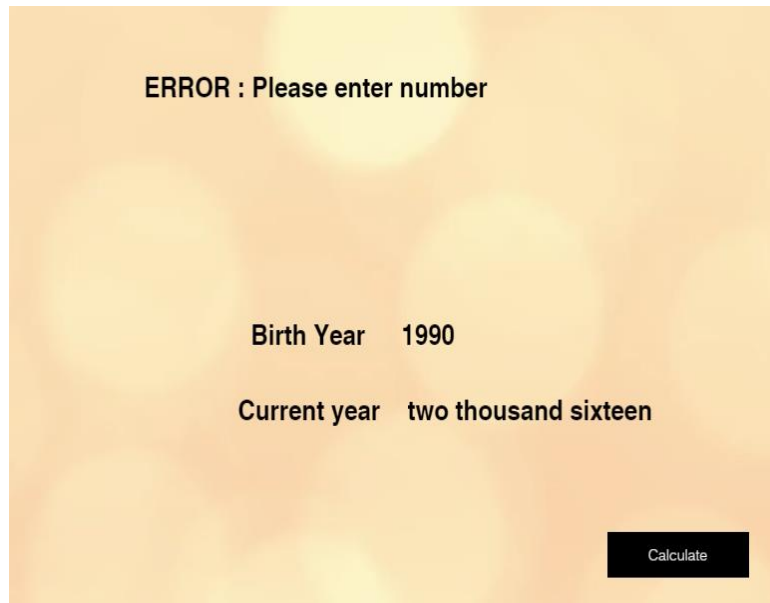 ERROR : Please enter number
Birth Year 1990
Current year two thousand sixteen
Calculate